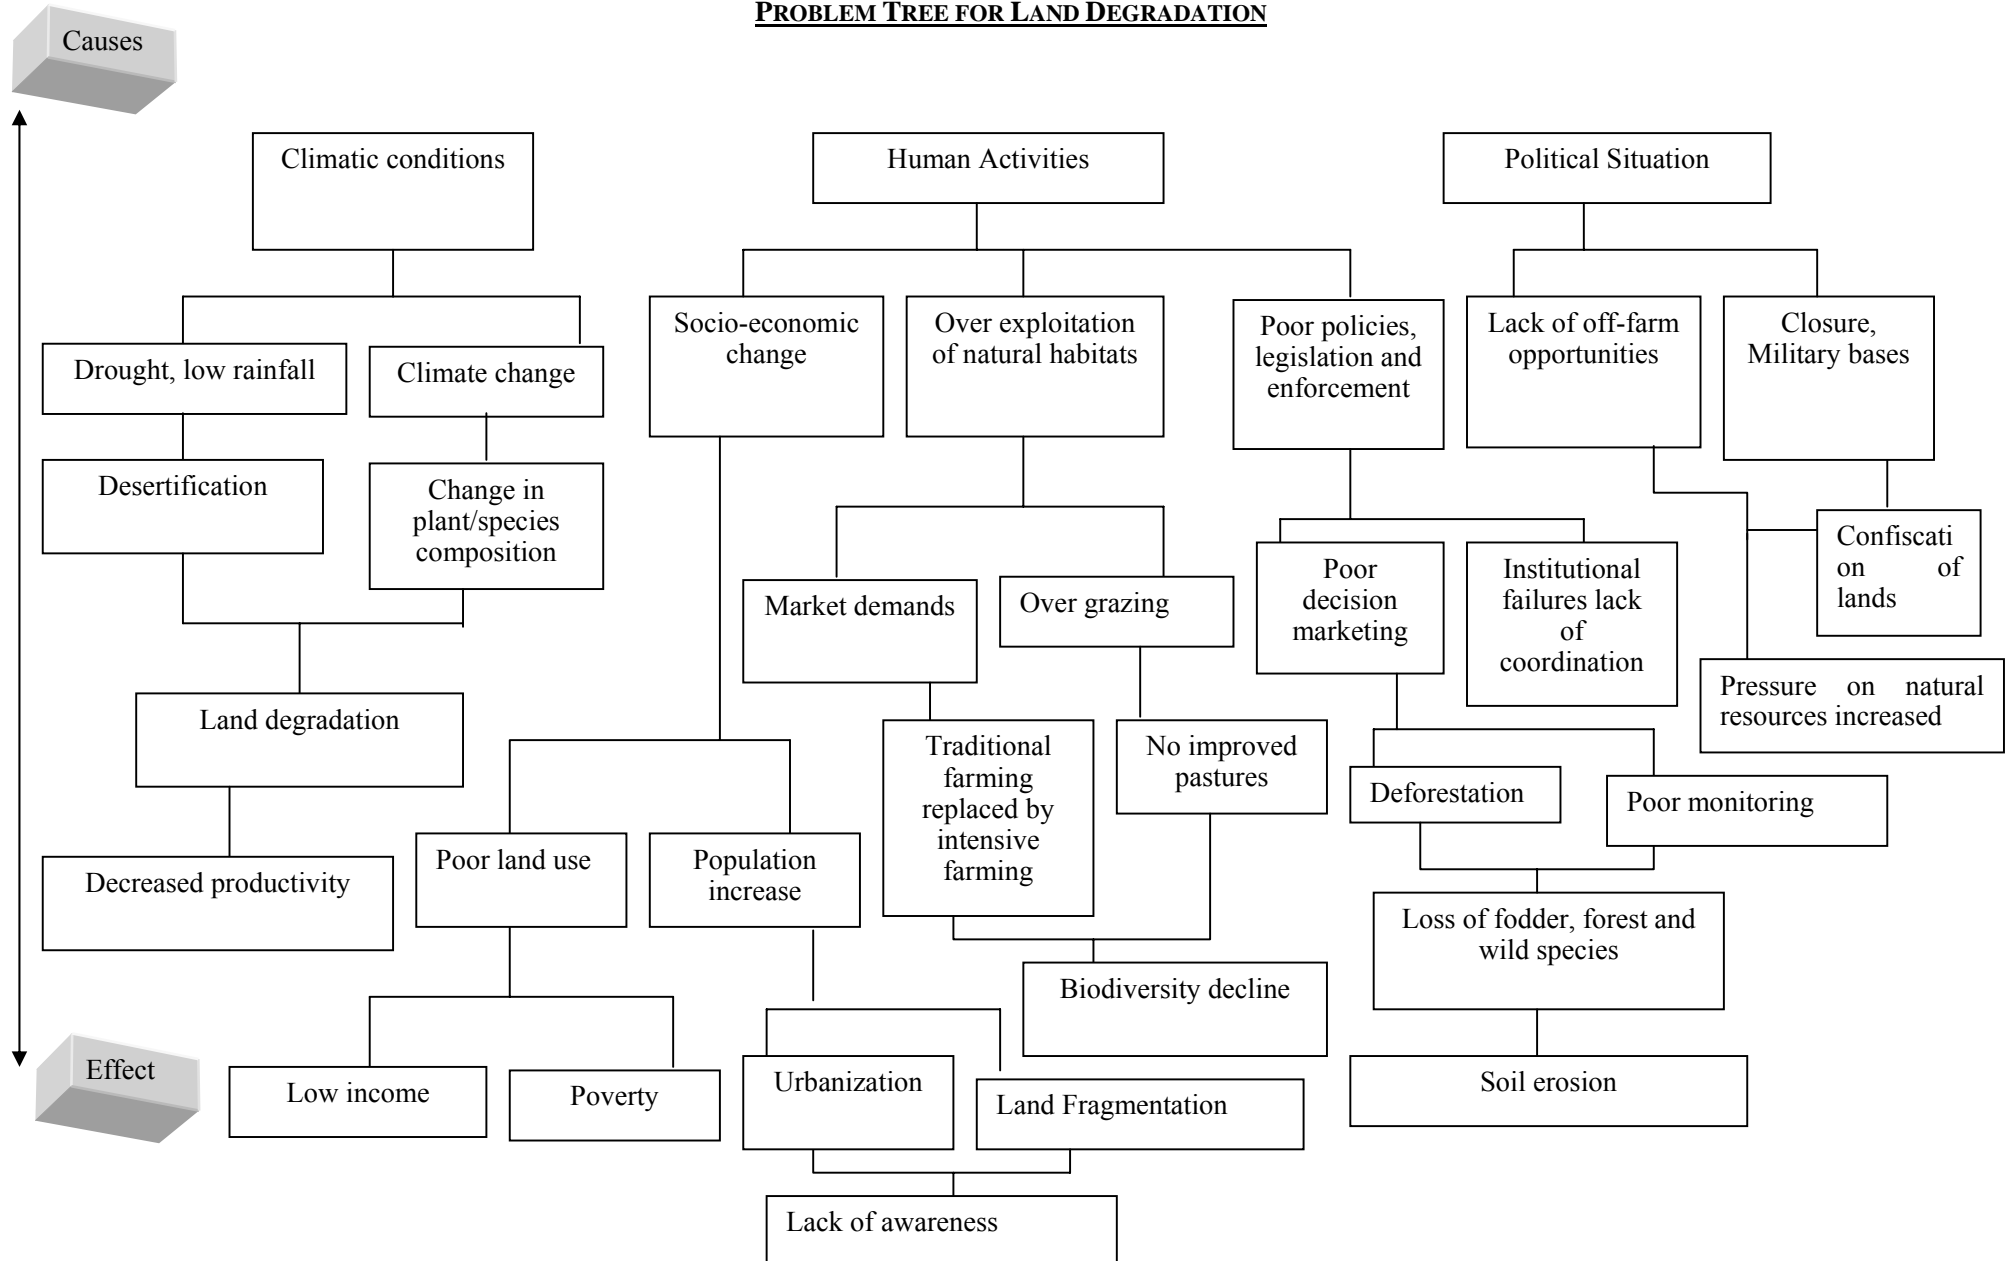 PROBLEM TREE FOR LAND DEGRADATION
Causes
Climatic conditions
Human Activities
Political Situation
Socio-economic
change
Over exploitation
of natural habitats
Poor policies,
legislation and
enforcement
Lack of off-farm
opportunities
Closure,
Military bases
Drought, low rainfall
Climate change
Desertification
Change in
plant/species
composition
Confiscati
on of
lands
Market demands
Over grazing
Poor
decision
marketing
Institutional
failures lack
of
coordination
Pressure on natural
resources increased
Land degradation
Traditional
farming
replaced by
intensive
farming
No improved
pastures
Deforestation
Poor monitoring
Decreased productivity
Poor land use
Population
increase
Loss of fodder, forest and
wild species
Biodiversity decline
Effect
Low income
Poverty
Urbanization
Land Fragmentation
Soil erosion
Lack of awareness